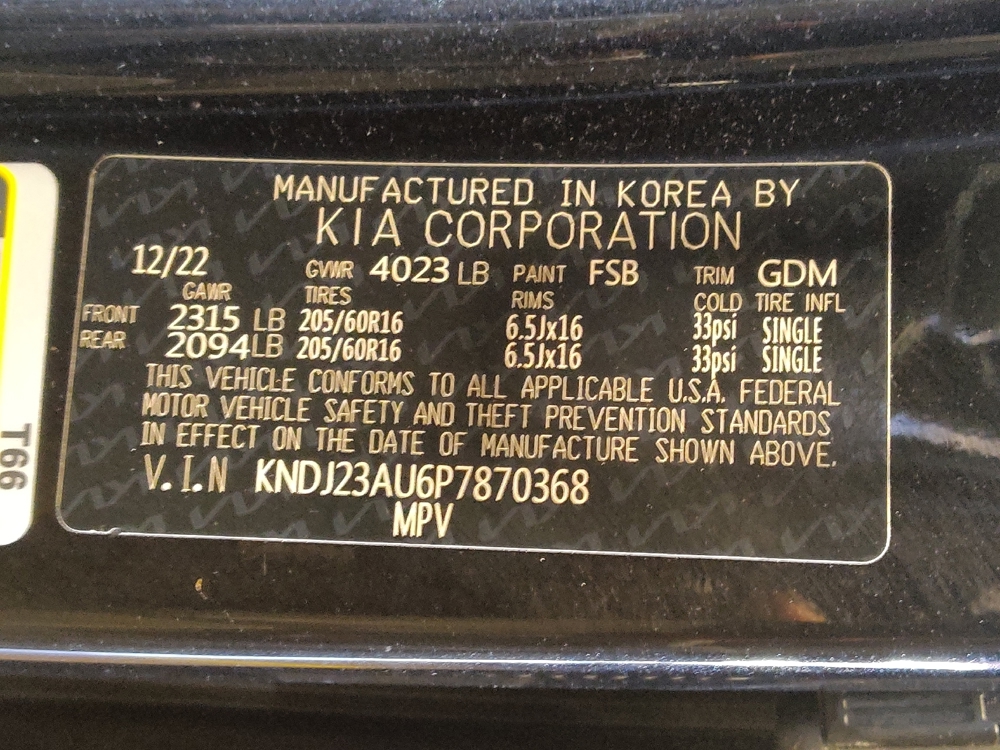 MANUFACTURED IN KOREA BY
KIA CORPORATION
12/22 GVWR 4023 LB PAINT FSB TRIM GDM
GAWR TIRES RIMS COLD TIRE INFL
FRONT 2315 LB 205/60R16 6.5Jx16 33psi SINGLE
REAR 2094 LB 205/60R16 6.5Jx16 33psi SINGLE
THIS VEHICLE CONFORMS TO ALL APPLICABLE U.S.A. FEDERAL
MOTOR VEHICLE SAFETY AND THEFT PREVENTION STANDARDS
IN EFFECT ON THE DATE OF MANUFACTURE SHOWN ABOVE.
V.I.N KNDJ23AU6P7870368
MPV
T66